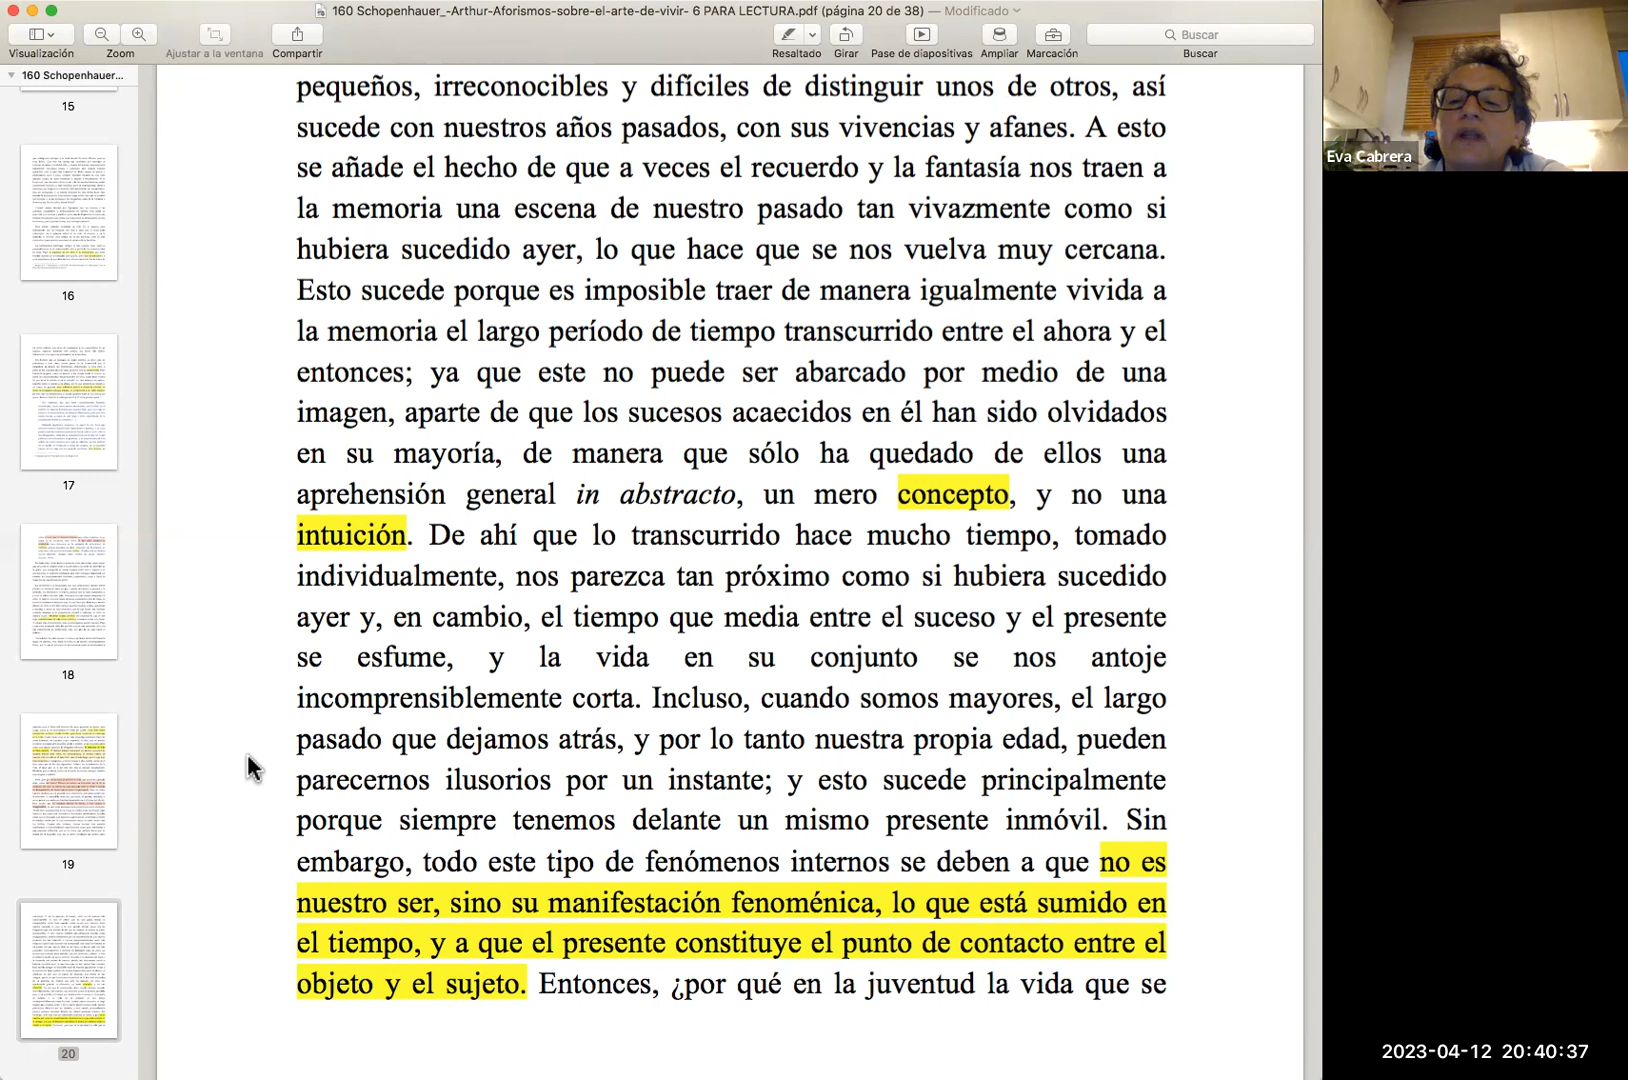 160 Schopenhauer_-Arthur-Aforismos-sobre-el-arte-de-vivir- 6 PARA LECTURA.pdf (página 20 de 38) — Modificado
Visualización
Zoom
Ajustar a la ventana
Compartir
Resaltado
Girar
Pase de diapositivas
Ampliar
Marcación
Buscar
Buscar
160 Schopenhauer...
15
16
17
18
19
20
pequeños, irreconocibles y difíciles de distinguir unos de otros, así
sucede con nuestros años pasados, con sus vivencias y afanes. A esto
se añade el hecho de que a veces el recuerdo y la fantasía nos traen a
la memoria una escena de nuestro pasado tan vivazmente como si
hubiera sucedido ayer, lo que hace que se nos vuelva muy cercana.
Esto sucede porque es imposible traer de manera igualmente vivida a
la memoria el largo período de tiempo transcurrido entre el ahora y el
entonces; ya que este no puede ser abarcado por medio de una
imagen, aparte de que los sucesos acaecidos en él han sido olvidados
en su mayoría, de manera que sólo ha quedado de ellos una
aprehensión general in abstracto, un mero concepto, y no una
intuición. De ahí que lo transcurrido hace mucho tiempo, tomado
individualmente, nos parezca tan próximo como si hubiera sucedido
ayer y, en cambio, el tiempo que media entre el suceso y el presente
se esfume, y la vida en su conjunto se nos antoje
incomprensiblemente corta. Incluso, cuando somos mayores, el largo
pasado que dejamos atrás, y por lo tanto nuestra propia edad, pueden
parecernos ilusorios por un instante; y esto sucede principalmente
porque siempre tenemos delante un mismo presente inmóvil. Sin
embargo, todo este tipo de fenómenos internos se deben a que no es
nuestro ser, sino su manifestación fenoménica, lo que está sumido en
el tiempo, y a que el presente constituye el punto de contacto entre el
objeto y el sujeto. Entonces, ¿por qué en la juventud la vida que se
Eva Cabrera
2023-04-12 20:40:37